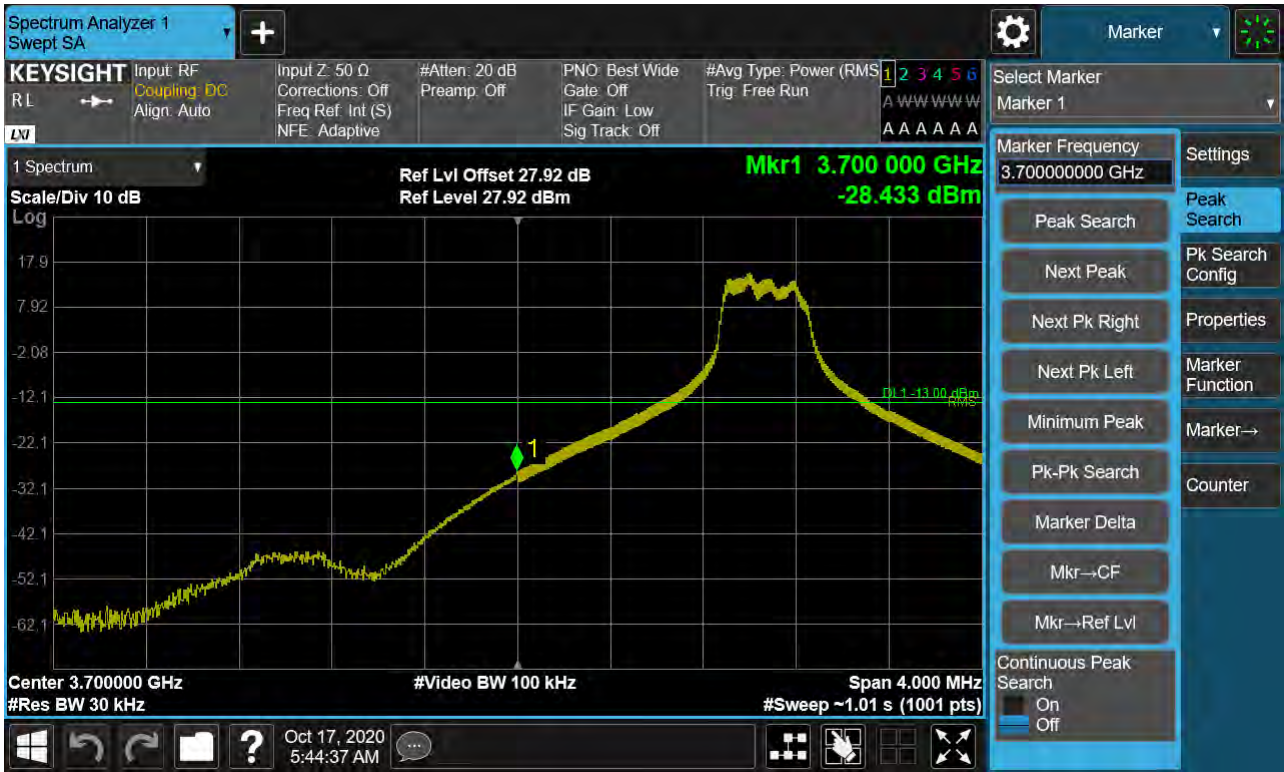 Spectrum Analyzer 1
Swept SA
+
Marker
KEYSIGHT
RL
LXI
Input: RF
Coupling: DC
Align: Auto
Input Z: 50 Ω
Corrections: Off
Freq Ref: Int (S)
NFE: Adaptive
#Atten: 20 dB
Preamp: Off
PNO: Best Wide
Gate: Off
IF Gain: Low
Sig Track: Off
#Avg Type: Power (RMS
Trig: Free Run
1 2 3 4 5 6
A W W W W W
A A A A A A
Select Marker
Marker 1
1 Spectrum
Scale/Div 10 dB
Log
Ref Lvl Offset 27.92 dB
Ref Level 27.92 dBm
Mkr1 3.700 000 GHz
-28.433 dBm
17.9
7.92
-2.08
-12.1
-22.1
-32.1
-42.1
-52.1
-62.1
DL1 -13.00 dBm
RMS
1
Center 3.700000 GHz
#Res BW 30 kHz
#Video BW 100 kHz
Span 4.000 MHz
#Sweep ~1.01 s (1001 pts)
Marker Frequency
3.700000000 GHz
Peak Search
Next Peak
Next Pk Right
Next Pk Left
Minimum Peak
Pk-Pk Search
Marker Delta
Mkr→CF
Mkr→Ref Lvl
Continuous Peak
Search
On
Off
Settings
Peak
Search
Pk Search
Config
Properties
Marker
Function
Marker→
Counter
?
Oct 17, 2020
5:44:37 AM